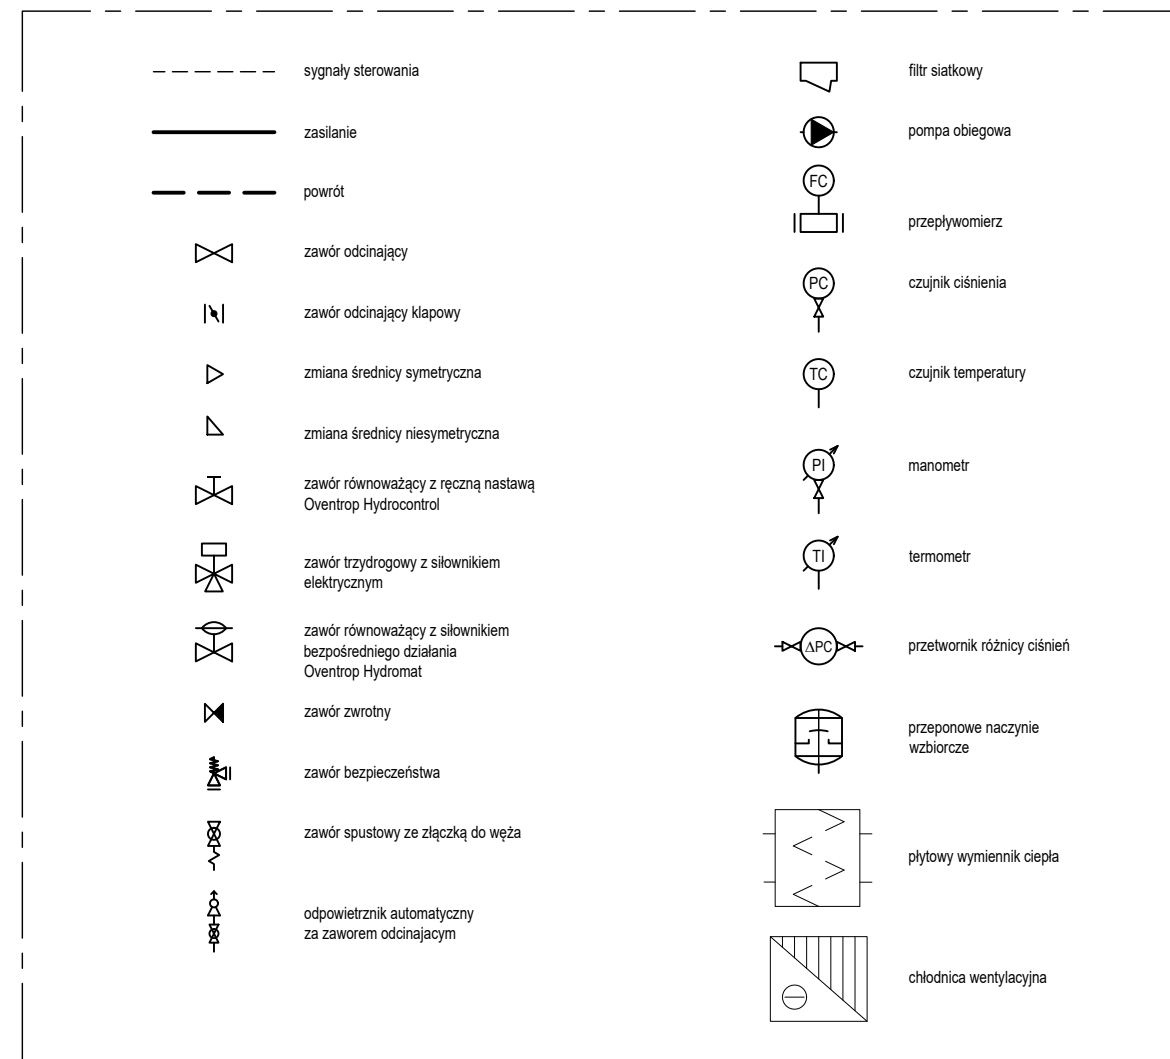 sygnały sterowania
zasilanie
powrót
zawór odcinający
zawór odcinający klapowy
zmiana średnicy symetryczna
zmiana średnicy niesymetryczna
zawór równoważący z ręczną nastawą
Oventrop Hydrocontrol
zawór trzydrogowy z siłownikiem
elektrycznym
zawór równoważący z siłownikiem
bezpośredniego działania
Oventrop Hydromat
zawór zwrotny
zawór bezpieczeństwa
zawór spustowy ze złączką do węża
odpowietrznik automatyczny
za zaworem odcinajacym
filtr siatkowy
pompa obiegowa
FC
przepływomierz
PC
czujnik ciśnienia
TC
czujnik temperatury
PI
manometr
TI
termometr
ΔPC
przetwornik różnicy ciśnień
przeponowe naczynie
wzbiorcze
płytowy wymiennik ciepła
chłodnica wentylacyjna